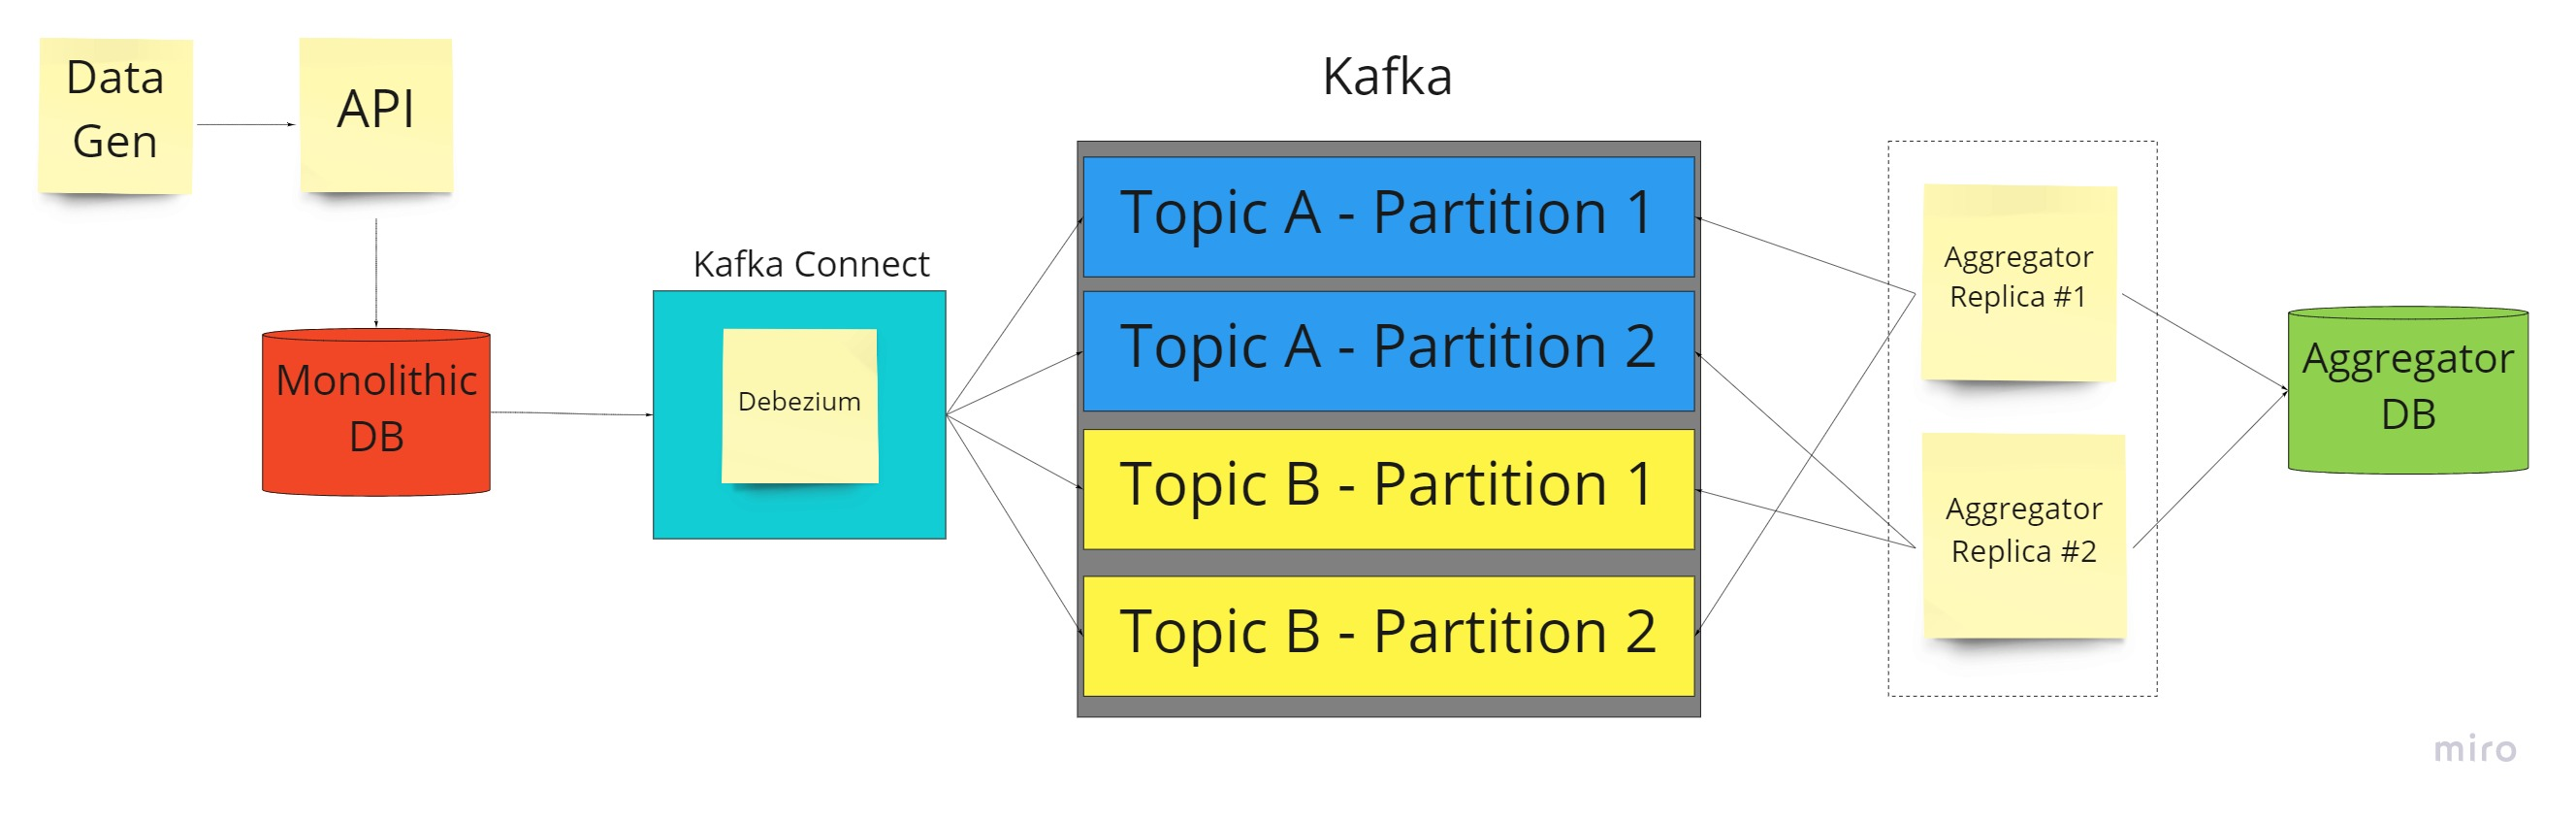 Data
Gen
API
Monolithic
DB
Kafka Connect
Debezium
Kafka
Topic A - Partition 1
Topic A - Partition 2
Topic B - Partition 1
Topic B - Partition 2
Aggregator
Replica #1
Aggregator
Replica #2
Aggregator
DB
miro